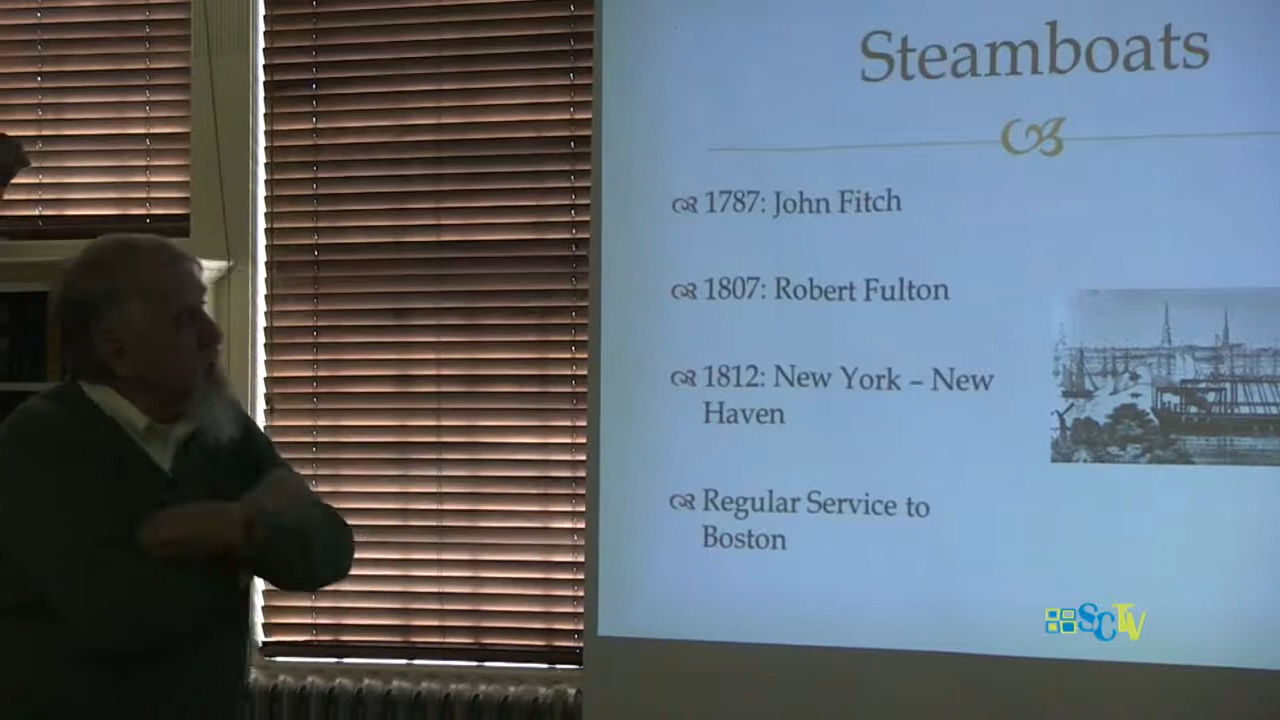 Steamboats
1787: John Fitch
1807: Robert Fulton
1812: New York – New
Haven
Regular Service to
Boston
SCTV